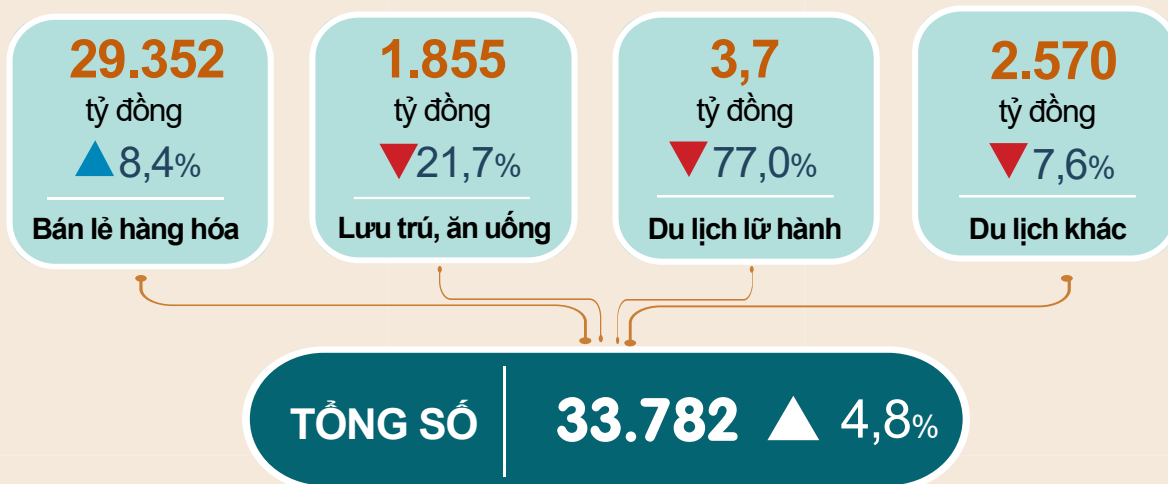 29.352
tỷ đồng
▲8,4%
Bán lẻ hàng hóa
1.855
tỷ đồng
▼21,7%
Lưu trú, ăn uống
3,7
tỷ đồng
▼77,0%
Du lịch lữ hành
2.570
tỷ đồng
▼7,6%
Du lịch khác
TỔNG SỐ 33.782 ▲ 4,8%